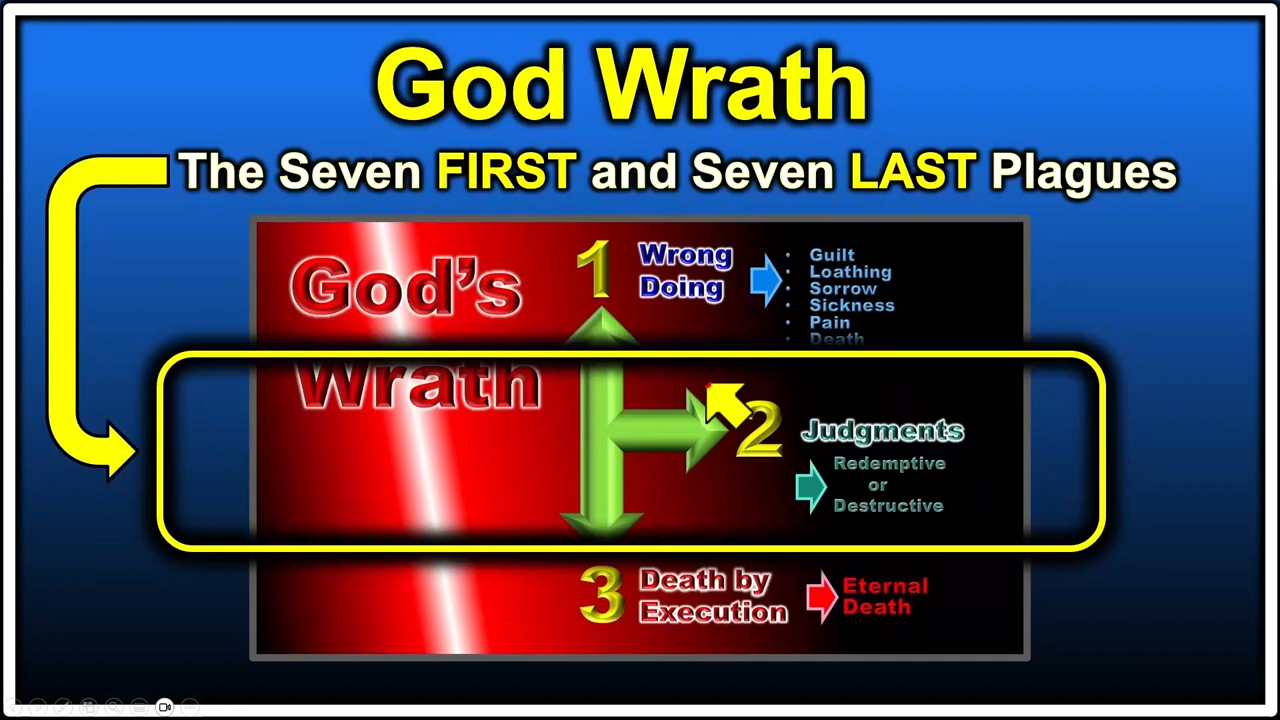 God Wrath
The Seven FIRST and Seven LAST Plagues
God's
Wrath
1
Wrong
Doing
• Guilt
• Loathing
• Sorrow
• Sickness
• Pain
• Death
2
Judgments
Redemptive
or
Destructive
3
Death by
Execution
Eternal
Death